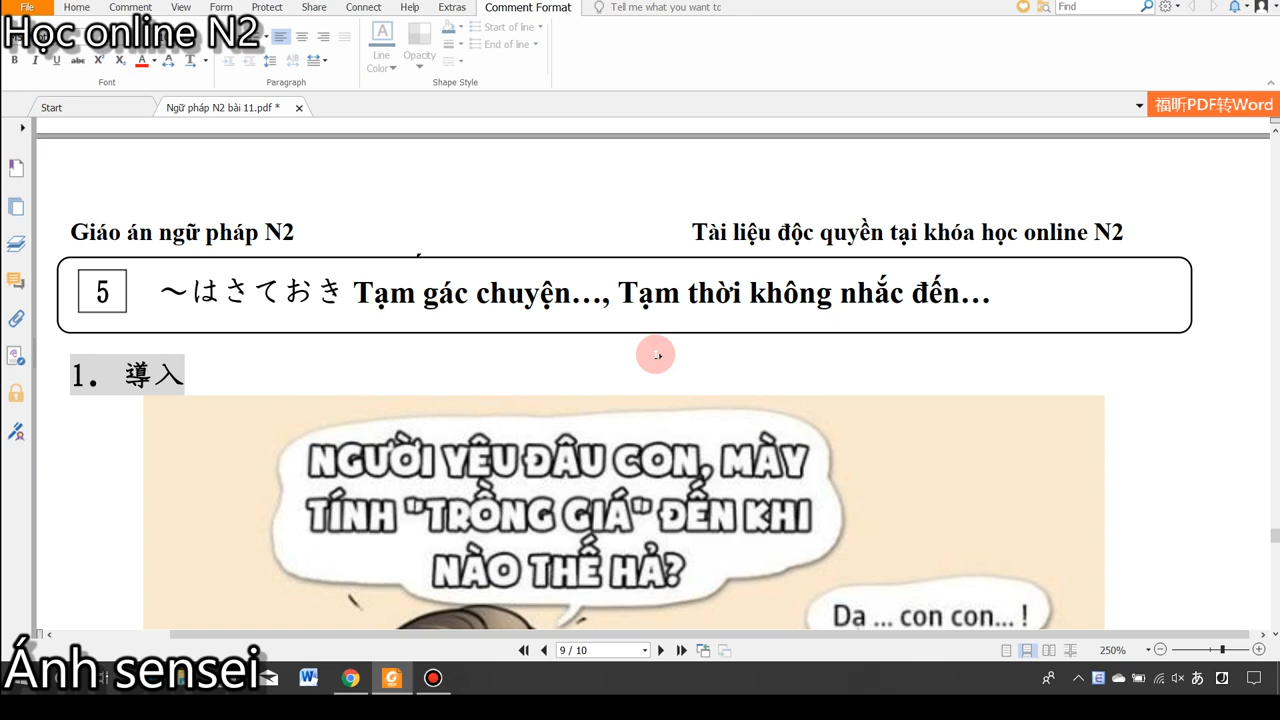 File Home Comment View Form Protect Share Connect Help Extras Comment Format Tell me what you want to Find
Học online N2
Line Color
Opacity
Start of line
End of line
Font Paragraph Shape Style
Start
Ngữ pháp N2 bài 11.pdf *
福昕PDF转Word
Giáo án ngữ pháp N2
Tài liệu độc quyền tại khóa học online N2
5 ～はさておき Tạm gác chuyện…, Tạm thời không nhắc đến…
1. 導入
NGƯỜI YÊU ĐÂU CON, MÀY
TÍNH "TRỒNG GIÁ" ĐẾN KHI
NÀO THẾ HẢ?
Dạ ... con con... !
9 / 10
250%
Ánh sensei
あ